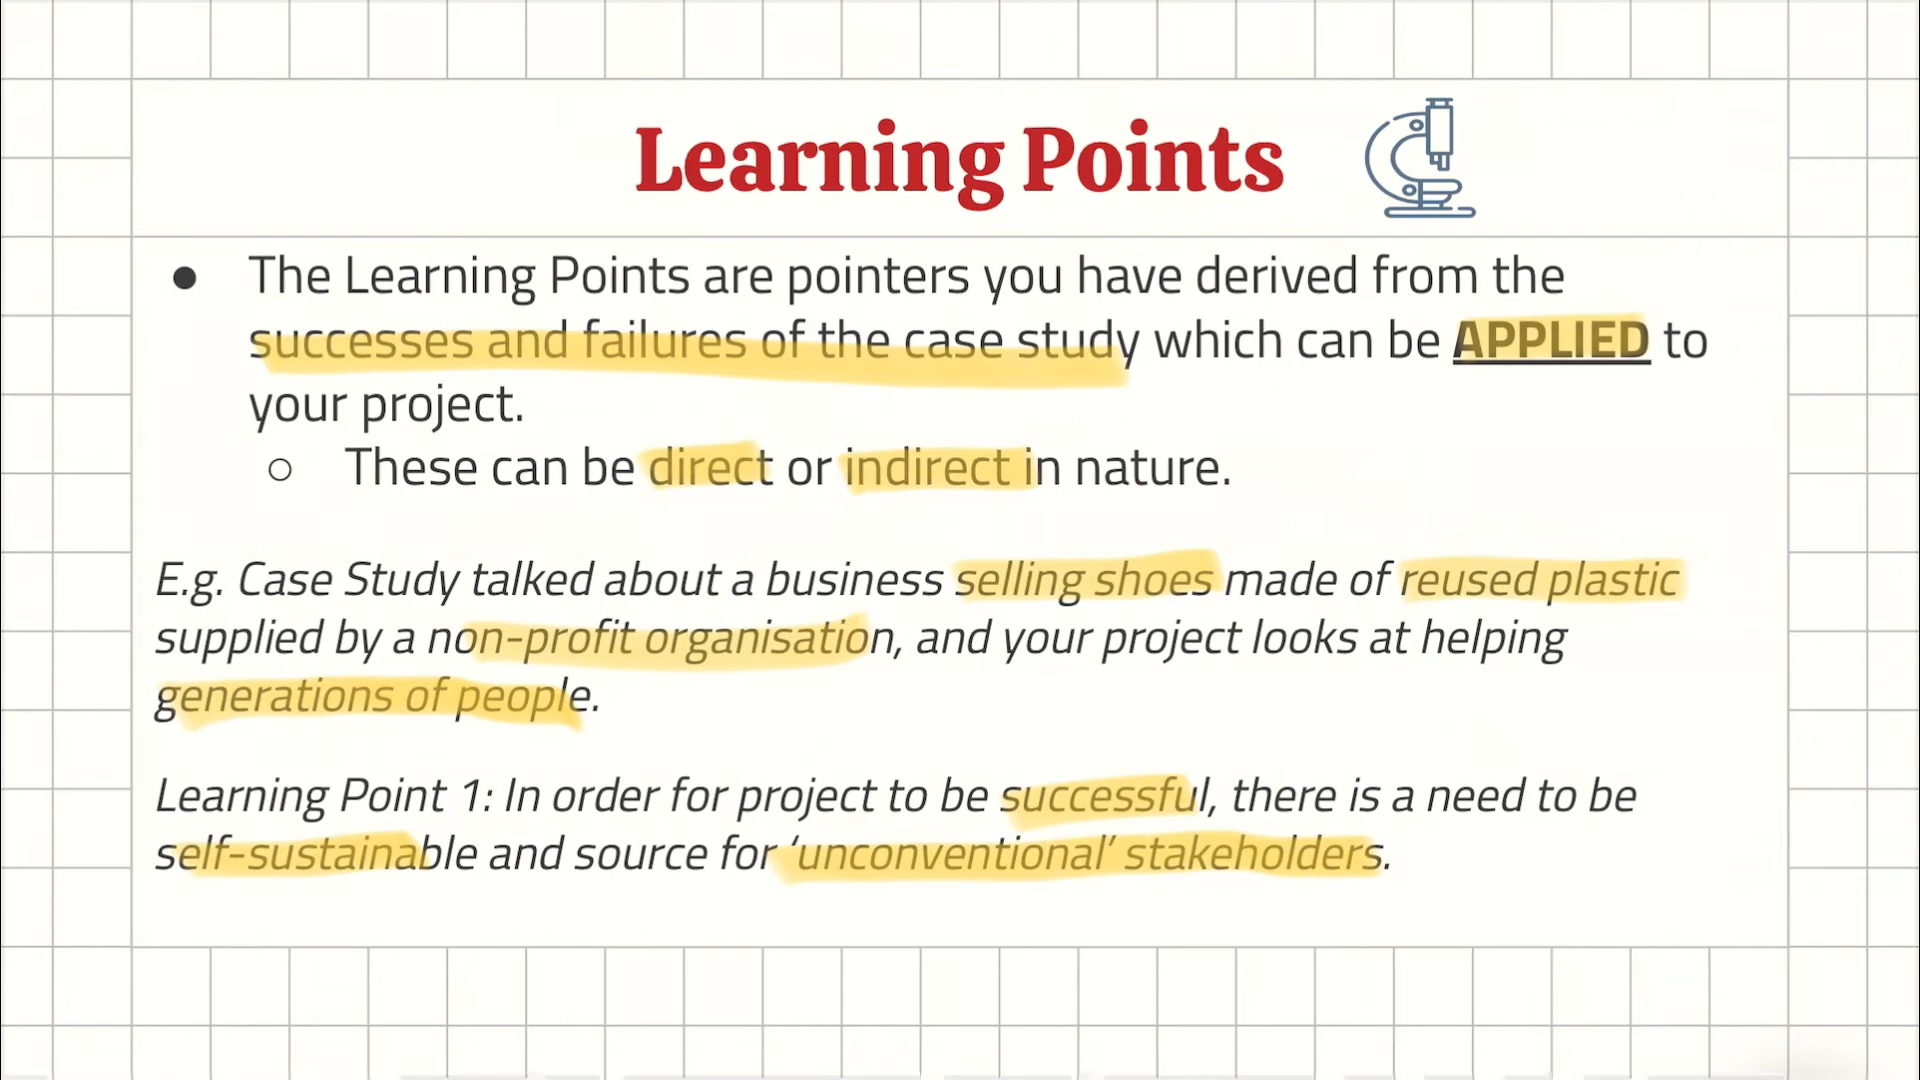 Learning Points
● The Learning Points are pointers you have derived from the
successes and failures of the case study which can be APPLIED to
your project.
○ These can be direct or indirect in nature.
E.g. Case Study talked about a business selling shoes made of reused plastic
supplied by a non-profit organisation, and your project looks at helping
generations of people.
Learning Point 1: In order for project to be successful, there is a need to be
self-sustainable and source for ‘unconventional’ stakeholders.